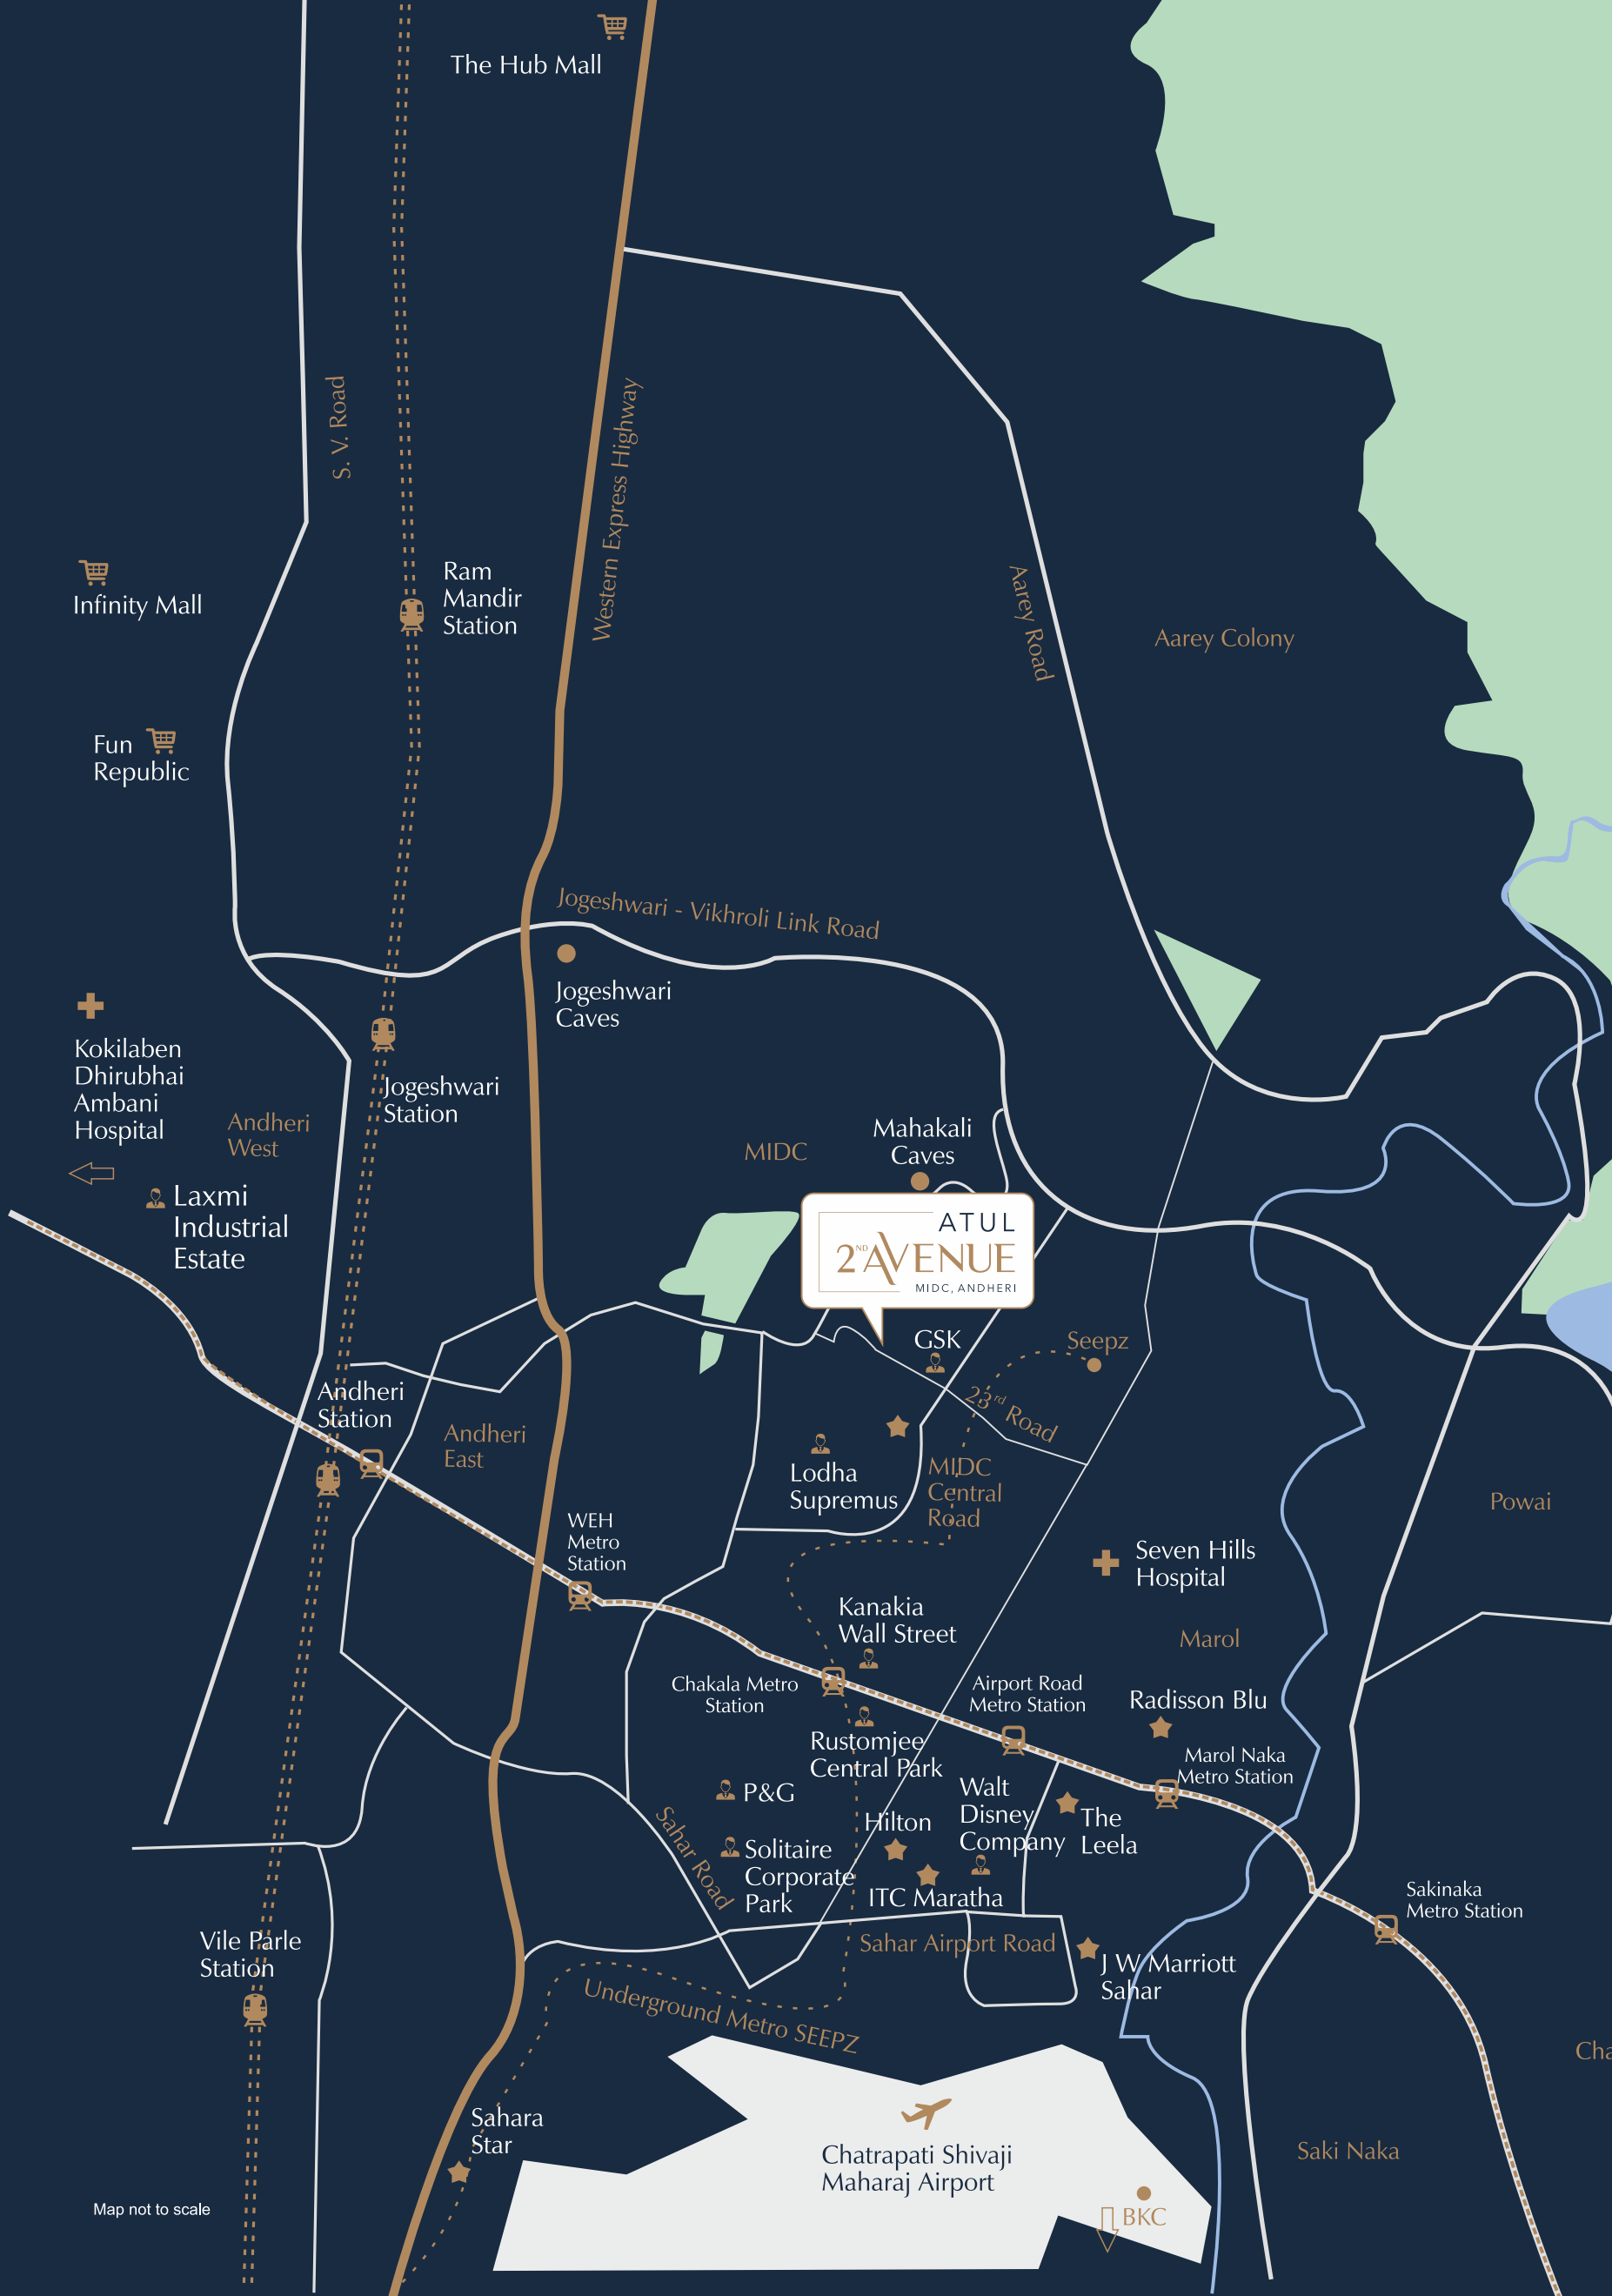 The Hub Mall
S. V. Road
Western Express Highway
Ram
Mandir
Station
Infinity Mall
Aarey Road
Aarey Colony
Fun
Republic
Jogeshwari - Vikhroli Link Road
Jogeshwari
Caves
Kokilaben
Dhirubhai
Ambani
Hospital
Jogeshwari
Station
Andheri
West
MIDC
Mahakali
Caves
Laxmi
Industrial
Estate
ATUL
2ND AVENUE
MIDC, ANDHERI
GSK
Seepz
23rd Road
Andheri
Station
Andheri
East
Lodha
Supremus
MIDC
Central
Road
Powai
WEH
Metro
Station
Seven Hills
Hospital
Kanakia
Wall Street
Marol
Chakala Metro
Station
Airport Road
Metro Station
Radisson Blu
Rustomjee
Central Park
Marol Naka
Metro Station
P&G
Walt
Disney
Company
The
Leela
Hilton
Sahar Road
Solitaire
Corporate
Park
ITC Maratha
Sakinaka
Metro Station
Vile Parle
Station
Sahar Airport Road
J W Marriott
Sahar
Underground Metro SEEPZ
Cha
Sahara
Star
Chatrapati Shivaji
Maharaj Airport
Saki Naka
Map not to scale
BKC